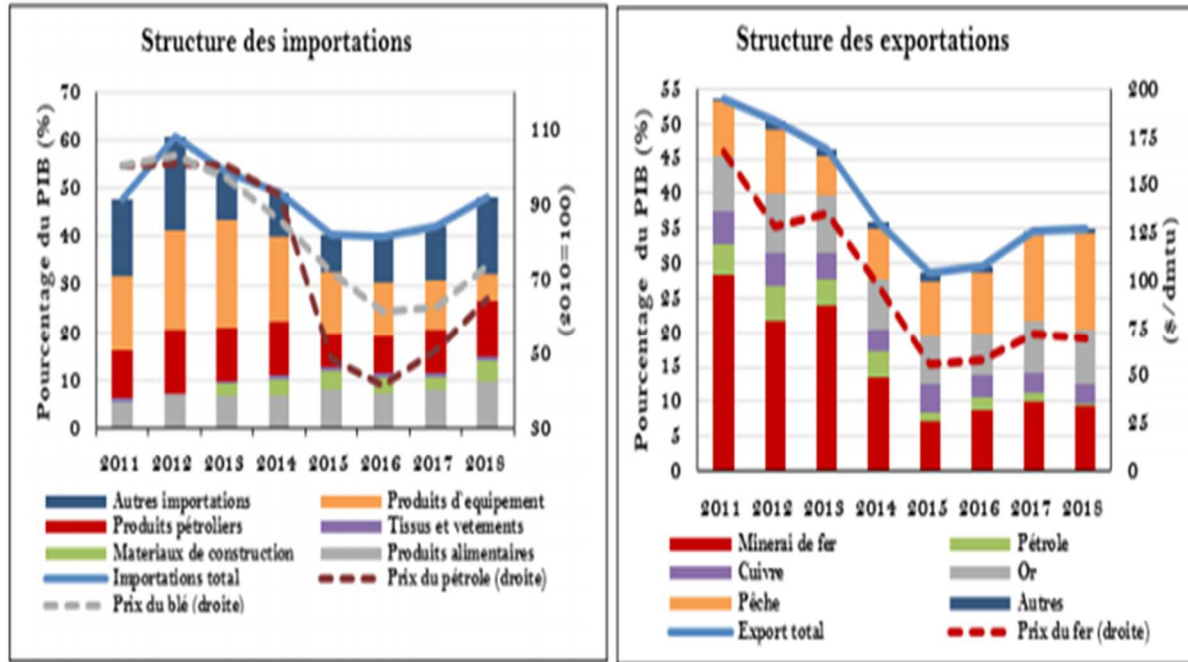 Structure des importations
Pourcentage du PIB (%)
70
60
50
40
30
20
10
0
110
90
70
50
30
(2010=100)
2011 2012 2013 2014 2015 2016 2017 2018
Autres importations Produits d'equipement
Produits pétroliers Tissus et vetements
Materiaux de construction Produits alimentaires
Importations total Prix du pétrole (droite)
Prix du blé (droite)
Structure des exportations
Pourcentage du PIB (%)
55
50
45
40
35
30
25
20
15
10
5
0
200
175
150
125
100
75
50
25
0
($/dmtu)
2011 2012 2013 2014 2015 2016 2017 2018
Minerai de fer Pétrole
Cuivre Or
Pêche Autres
Export total Prix du fer (droite)